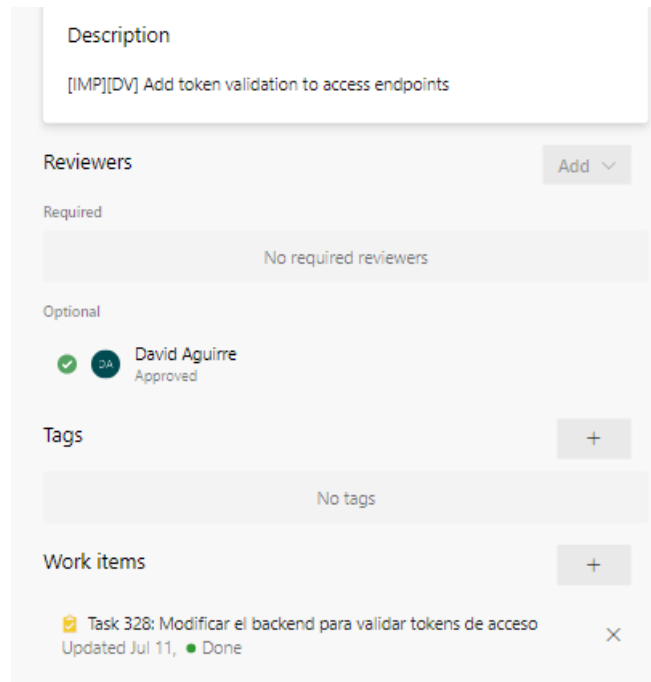 Description
[IMP][DV] Add token validation to access endpoints
Reviewers
Add
Required
No required reviewers
Optional
DA
David Aguirre
Approved
Tags
+
No tags
Work items
+
Task 328: Modificar el backend para validar tokens de acceso
Updated Jul 11, ● Done